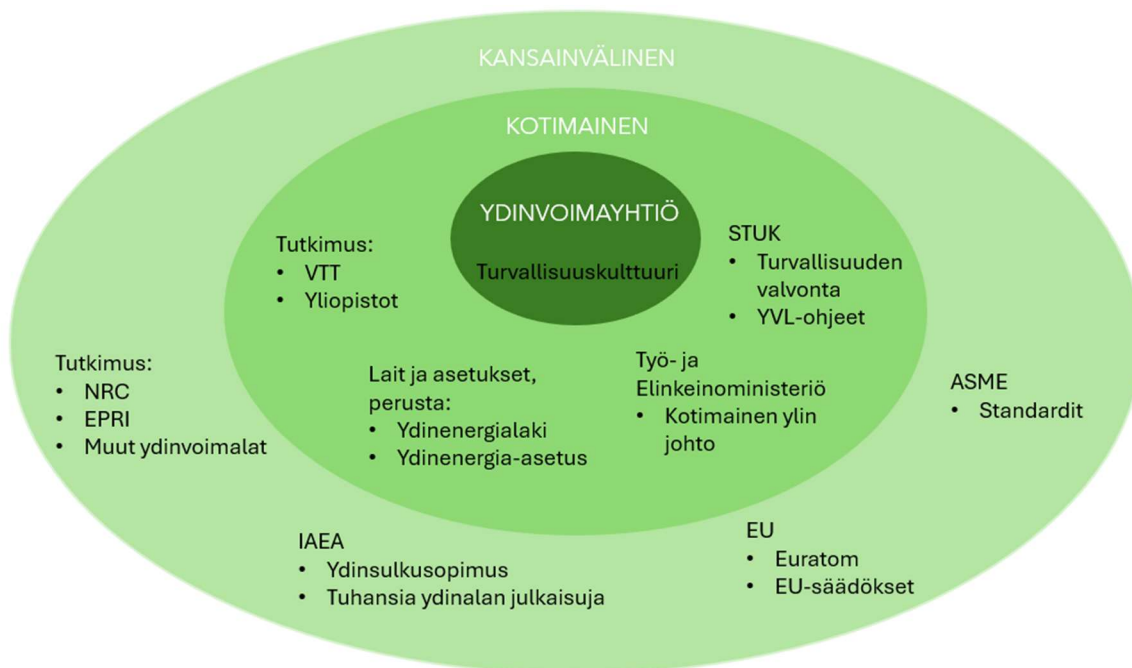 KANSAINVÄLINEN
KOTIMAINEN
YDINVOIMAYHTIÖ
Turvallisuuskulttuuri
Tutkimus:
• VTT
• Yliopistot
STUK
• Turvallisuuden
valvonta
• YVL-ohjeet
Lait ja asetukset,
perusta:
• Ydinenergialaki
• Ydinenergia-asetus
Työ- ja
Elinkeinoministeriö
• Kotimainen ylin
johto
Tutkimus:
• NRC
• EPRI
• Muut ydinvoimalat
ASME
• Standardit
IAEA
• Ydinsulkusopimus
• Tuhansia ydinalan julkaisuja
EU
• Euratom
• EU-säädökset